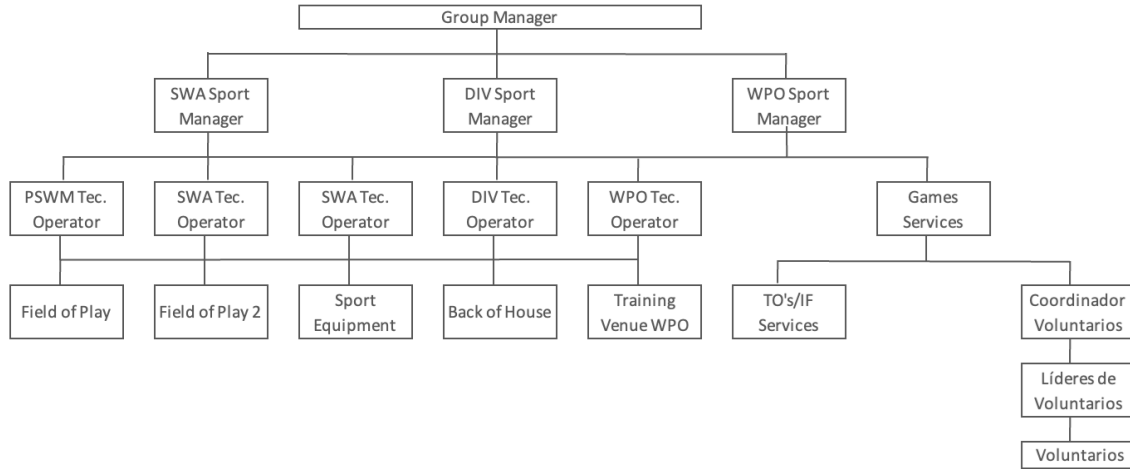 Group Manager
SWA Sport
Manager
DIV Sport
Manager
WPO Sport
Manager
PSWM Tec.
Operator
SWA Tec.
Operator
SWA Tec.
Operator
DIV Tec.
Operator
WPO Tec.
Operator
Games
Services
Field of Play
Field of Play 2
Sport
Equipment
Back of House
Training
Venue WPO
TO's/IF
Services
Coordinador
Voluntarios
Líderes de
Voluntarios
Voluntarios